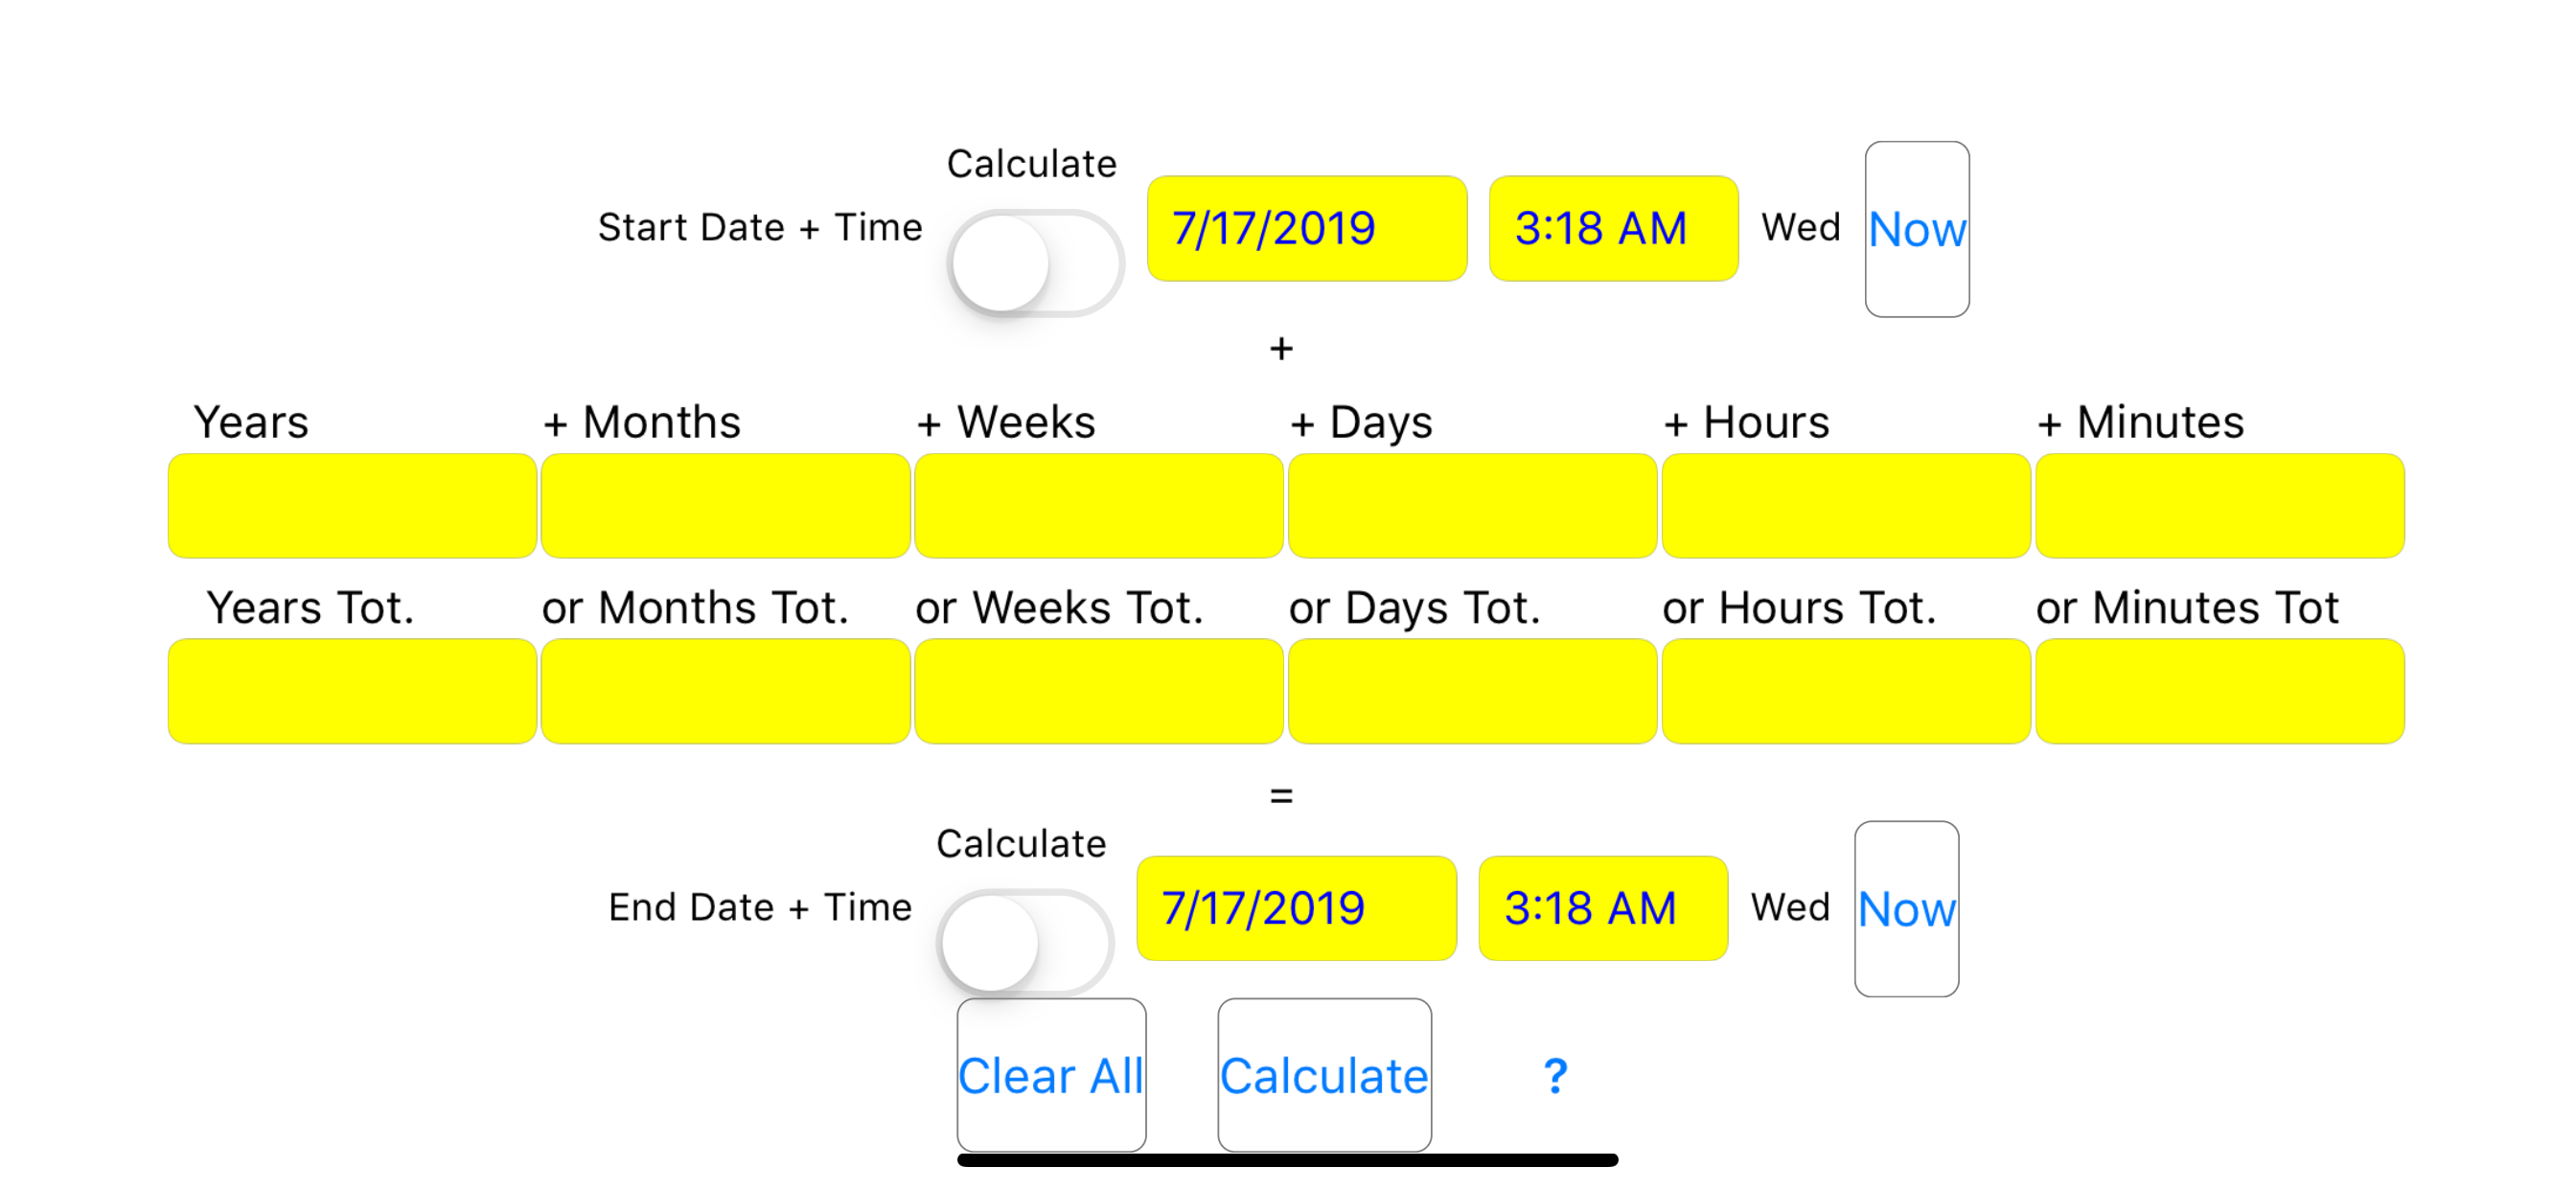 Calculate
Start Date + Time 7/17/2019 3:18 AM Wed Now
+
Years + Months + Weeks + Days + Hours + Minutes
Years Tot. or Months Tot. or Weeks Tot. or Days Tot. or Hours Tot. or Minutes Tot
=
Calculate
End Date + Time 7/17/2019 3:18 AM Wed Now
Clear All Calculate ?